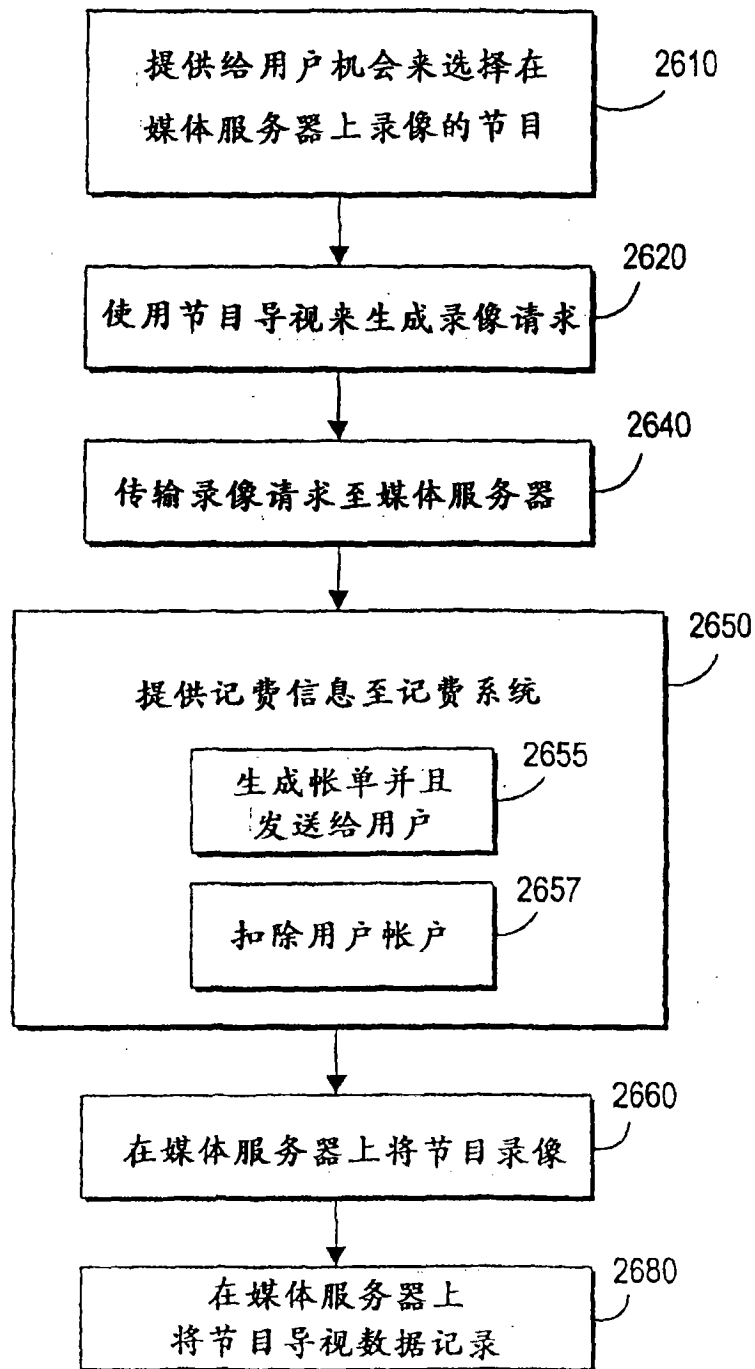 提供给用户机会来选择在
媒体服务器上录像的节目
2610
使用节目导视来生成录像请求
2620
传输录像请求至媒体服务器
2640
提供记费信息至记费系统
2650
生成帐单并且
发送给用户
2655
扣除用户帐户
2657
在媒体服务器上将节目录像
2660
在媒体服务器上
将节目导视数据记录
2680